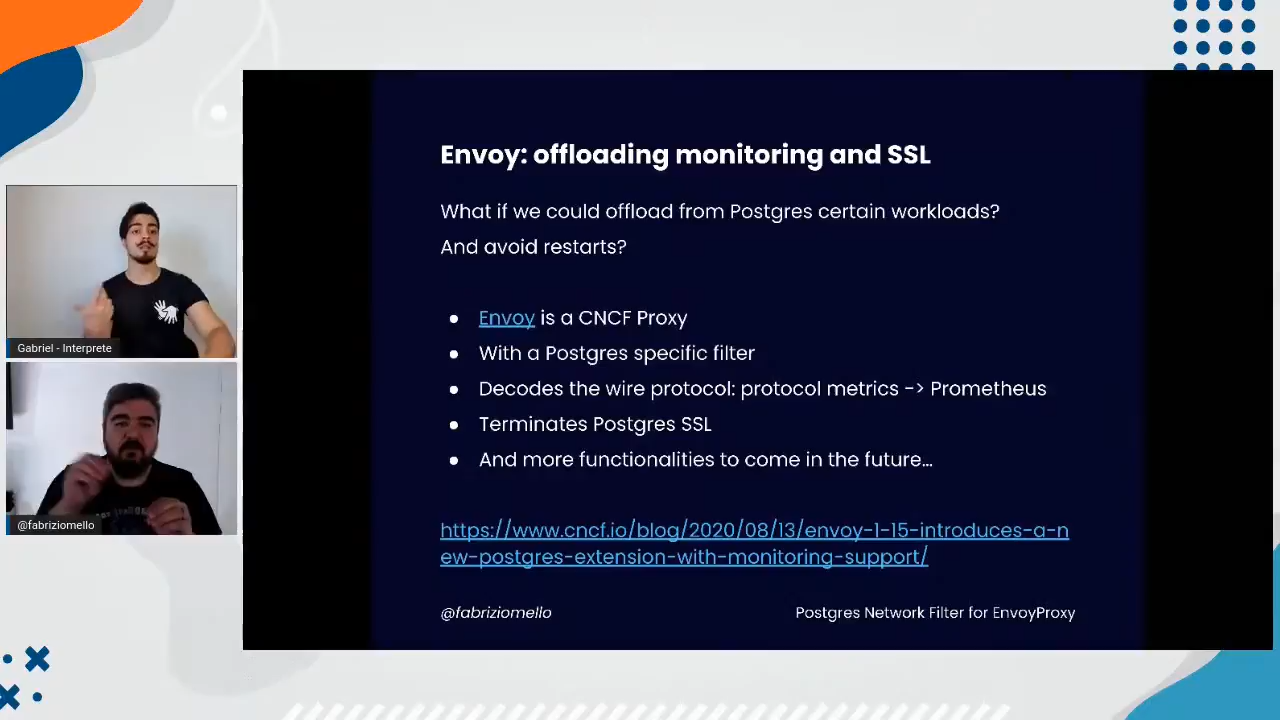 Envoy: offloading monitoring and SSL
What if we could offload from Postgres certain workloads?
And avoid restarts?
● Envoy is a CNCF Proxy
● With a Postgres specific filter
● Decodes the wire protocol: protocol metrics -> Prometheus
● Terminates Postgres SSL
● And more functionalities to come in the future...
https://www.cncf.io/blog/2020/08/13/envoy-1-15-introduces-a-n
ew-postgres-extension-with-monitoring-support/
@fabriziomello
Postgres Network Filter for EnvoyProxy
Gabriel - Interprete
@fabriziomello